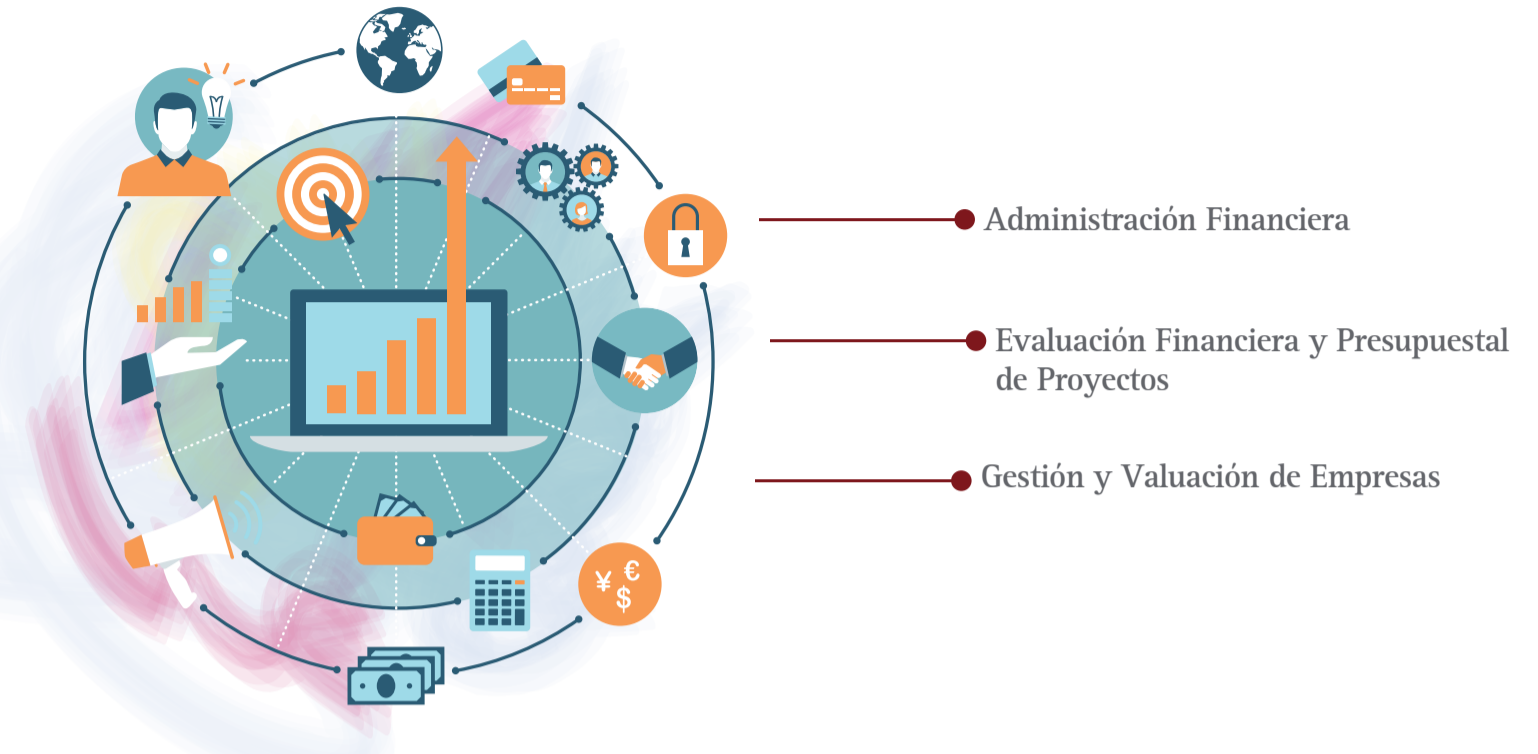 Administración Financiera
Evaluación Financiera y Presupuestal
de Proyectos
Gestión y Valuación de Empresas
¥ €
$